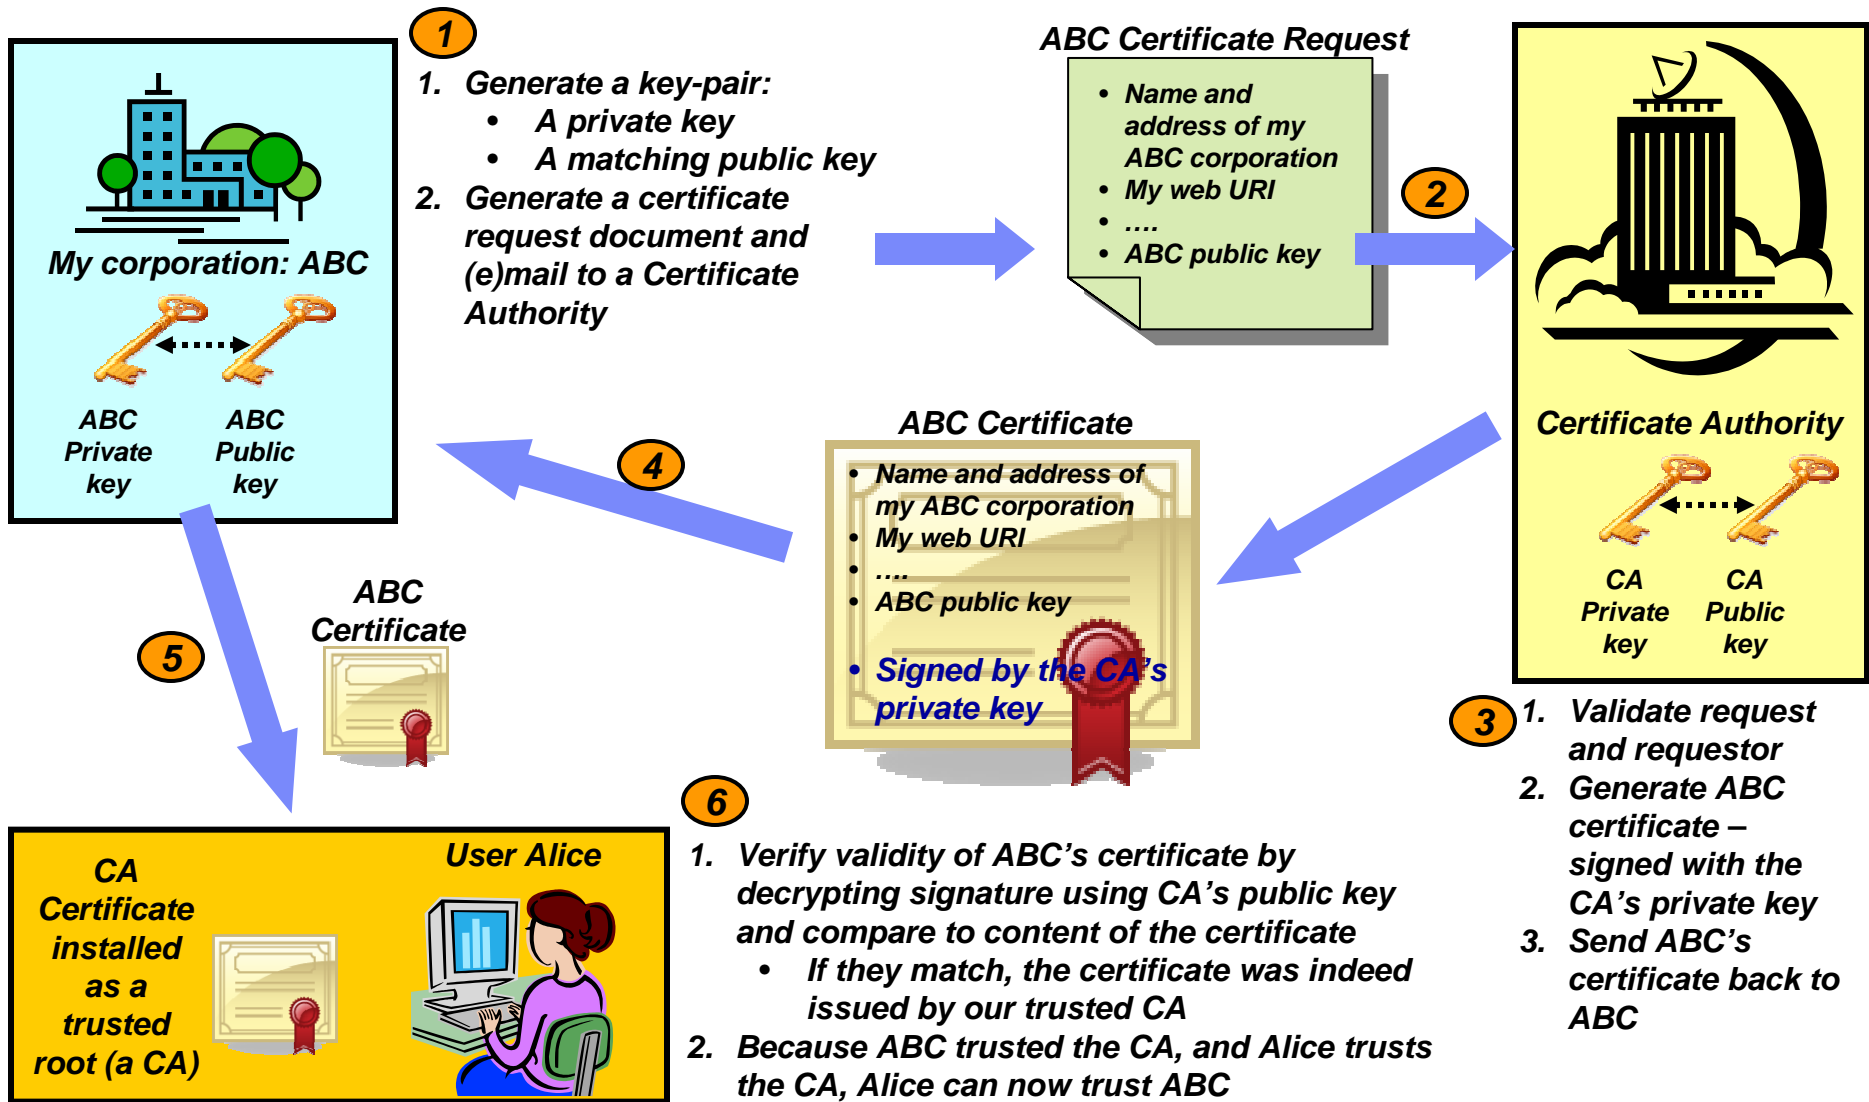 1
1. Generate a key-pair:
• A private key
• A matching public key
2. Generate a certificate
request document and
(e)mail to a Certificate
Authority
My corporation: ABC
ABC
Private
key
ABC
Public
key
ABC Certificate Request
• Name and
address of my
ABC corporation
• My web URI
• ....
• ABC public key
2
Certificate Authority
CA
Private
key
CA
Public
key
3
1. Validate request
and requestor
2. Generate ABC
certificate –
signed with the
CA's private key
3. Send ABC's
certificate back to
ABC
ABC Certificate
• Name and address of
my ABC corporation
• My web URI
• ....
• ABC public key
• Signed by the CA's
private key
4
5
ABC
Certificate
CA
Certificate
installed
as a
trusted
root (a CA)
User Alice
6
1. Verify validity of ABC's certificate by
decrypting signature using CA's public key
and compare to content of the certificate
• If they match, the certificate was indeed
issued by our trusted CA
2. Because ABC trusted the CA, and Alice trusts
the CA, Alice can now trust ABC